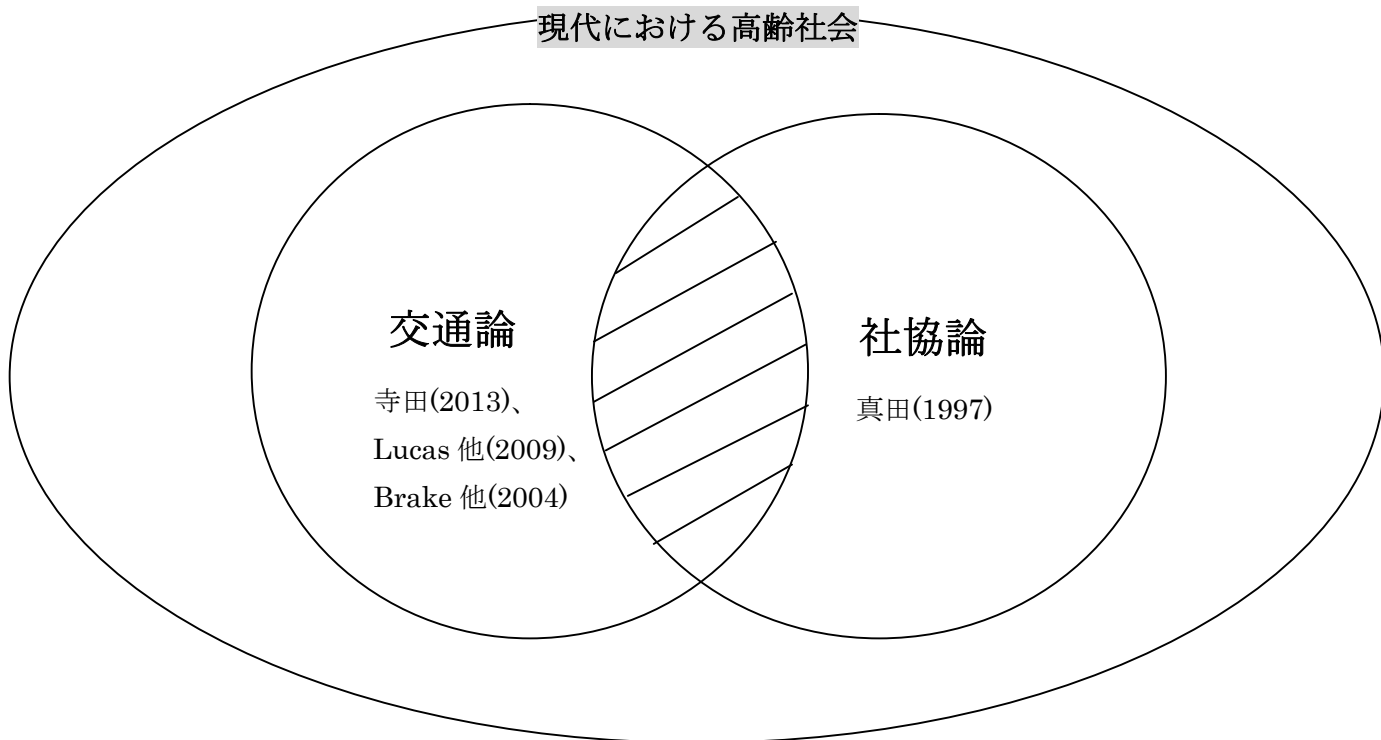 現代における高齢社会
交通論
寺田(2013)、
Lucas 他(2009)、
Brake 他(2004)
社協論
真田(1997)